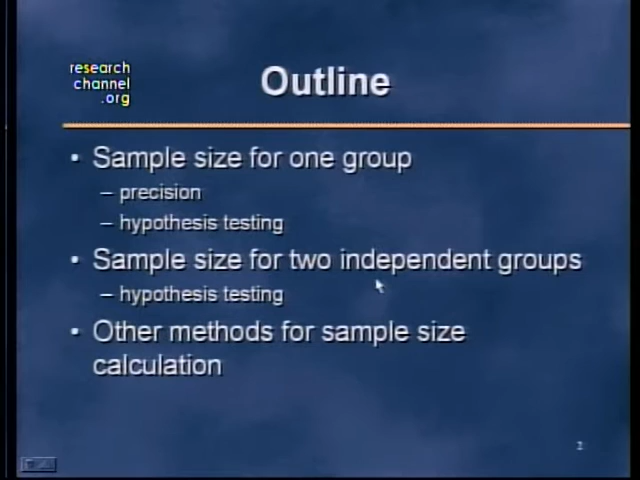 research
channel
.org
Outline
• Sample size for one group
– precision
– hypothesis testing
• Sample size for two independent groups
– hypothesis testing
• Other methods for sample size
calculation
2